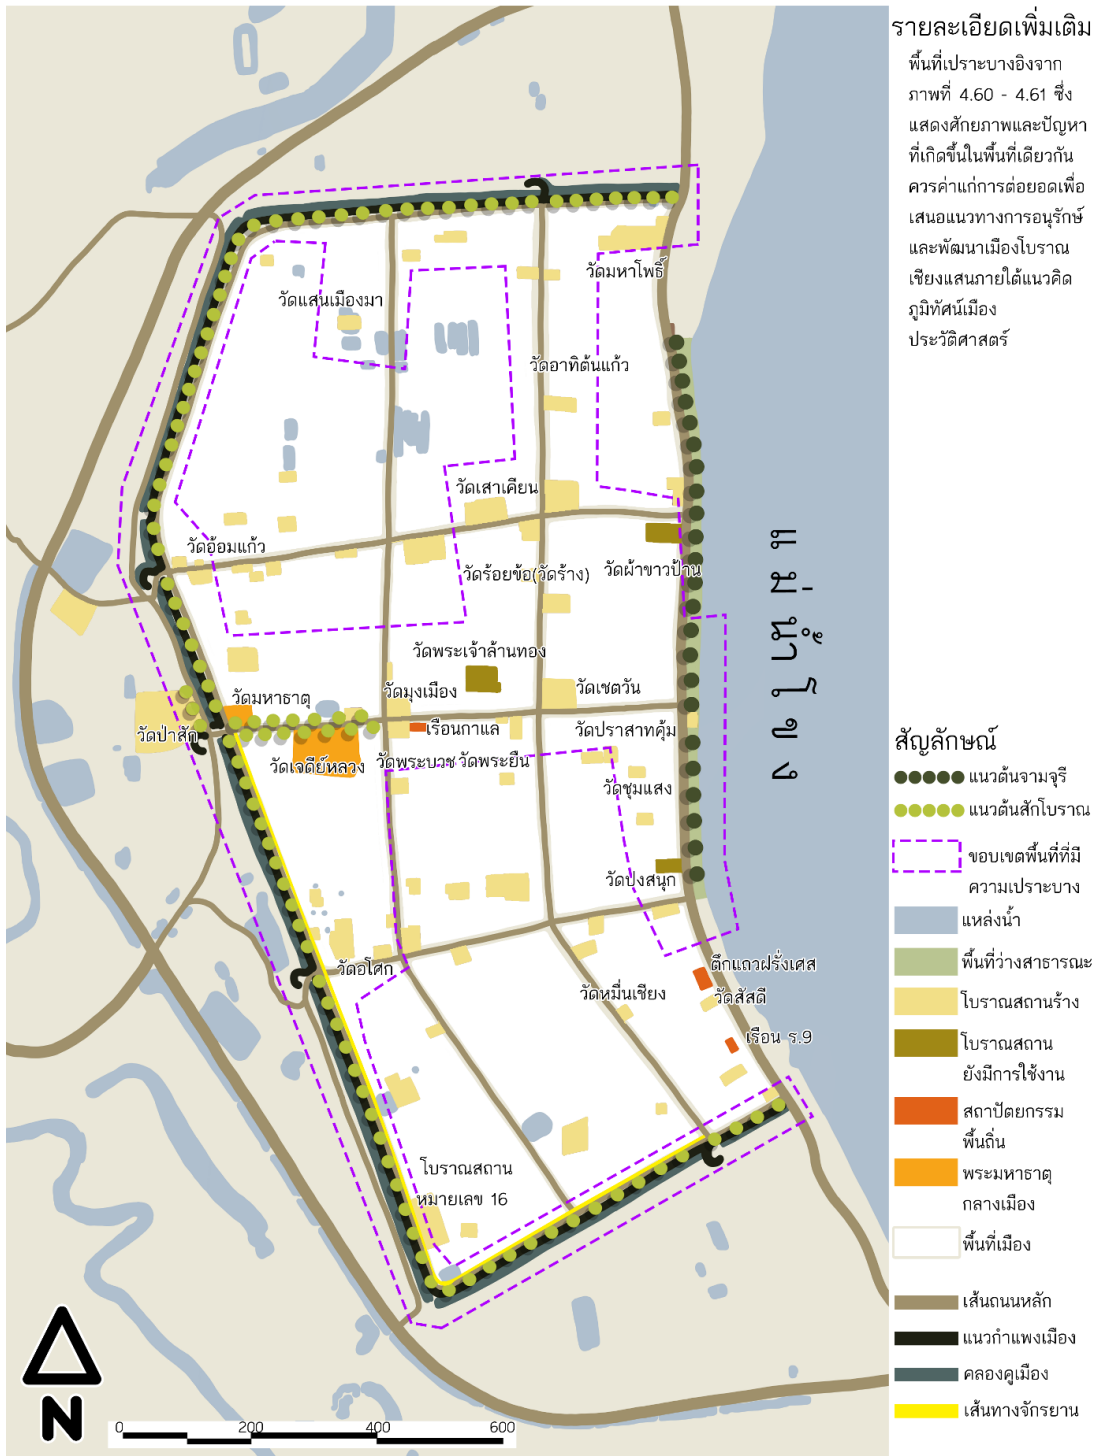 รายละเอียดเพิ่มเติม
พื้นที่เปราะบางอิงจาก
ภาพที่ 4.60 - 4.61 ซึ่ง
แสดงศักยภาพและปัญหา
ที่เกิดขึ้นในพื้นที่เดียวกัน
ควรค่าแก่การต่อยอดเพื่อ
เสนอแนวทางการอนุรักษ์
และพัฒนาเมืองโบราณ
เชียงแสนภายใต้แนวคิด
ภูมิทัศน์เมือง
ประวัติศาสตร์
วัดมหาโพธิ์
วัดแสนเมืองมา
วัดอาทิต้นแก้ว
วัดเสาเคียน
วัดอ้อมแก้ว
วัดร้อยข้อ(วัดร้าง)
วัดผ้าขาวป้าน
แม่น้ำโขง
วัดพระเจ้าล้านทอง
วัดมุงเมือง
วัดเชตวัน
วัดมหาธาตุ
วัดป่าสัก
เรือนกาแล
วัดปราสาทคุ้ม
วัดเจดีย์หลวง
วัดพระบวช
วัดพระยืน
วัดชุมแสง
วัดปงสนุก
วัดอโศก
ตึกแถวฝรั่งเศส
วัดหมื่นเชียง
วัดสัสดี
เรือน ร.9
โบราณสถาน
หมายเลข 16
สัญลักษณ์
แนวต้นจามจุรี
แนวต้นสักโบราณ
ขอบเขตพื้นที่ที่มี
ความเปราะบาง
แหล่งน้ำ
พื้นที่ว่างสาธารณะ
โบราณสถานร้าง
โบราณสถาน
ยังมีการใช้งาน
สถาปัตยกรรม
พื้นถิ่น
พระมหาธาตุ
กลางเมือง
พื้นที่เมือง
เส้นถนนหลัก
แนวกำแพงเมือง
คลองคูเมือง
เส้นทางจักรยาน
N
0 200 400 600